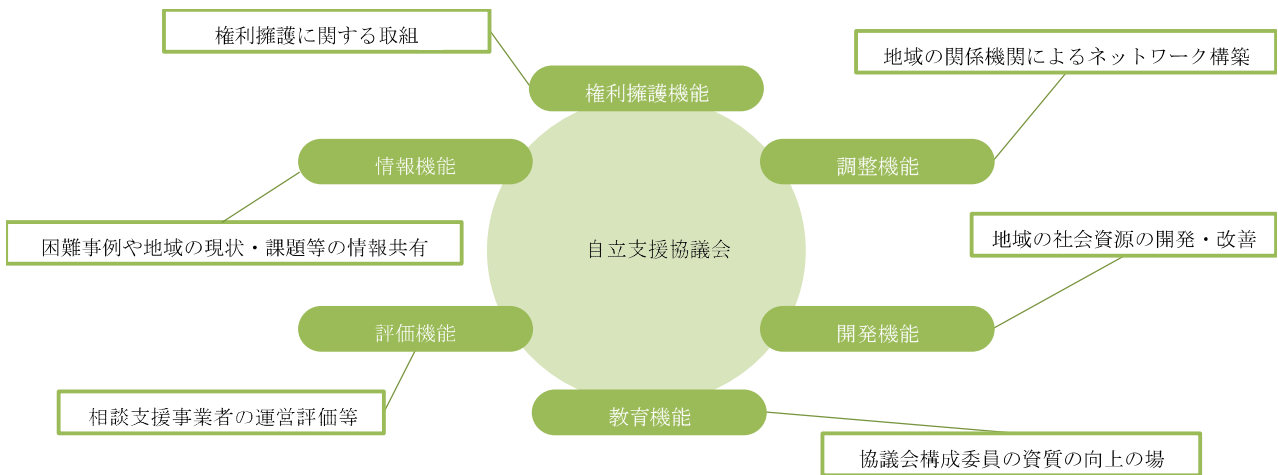 権利擁護に関する取組
地域の関係機関によるネットワーク構築
権利擁護機能
情報機能
調整機能
困難事例や地域の現状・課題等の情報共有
自立支援協議会
地域の社会資源の開発・改善
評価機能
開発機能
相談支援事業者の運営評価等
教育機能
協議会構成委員の資質の向上の場